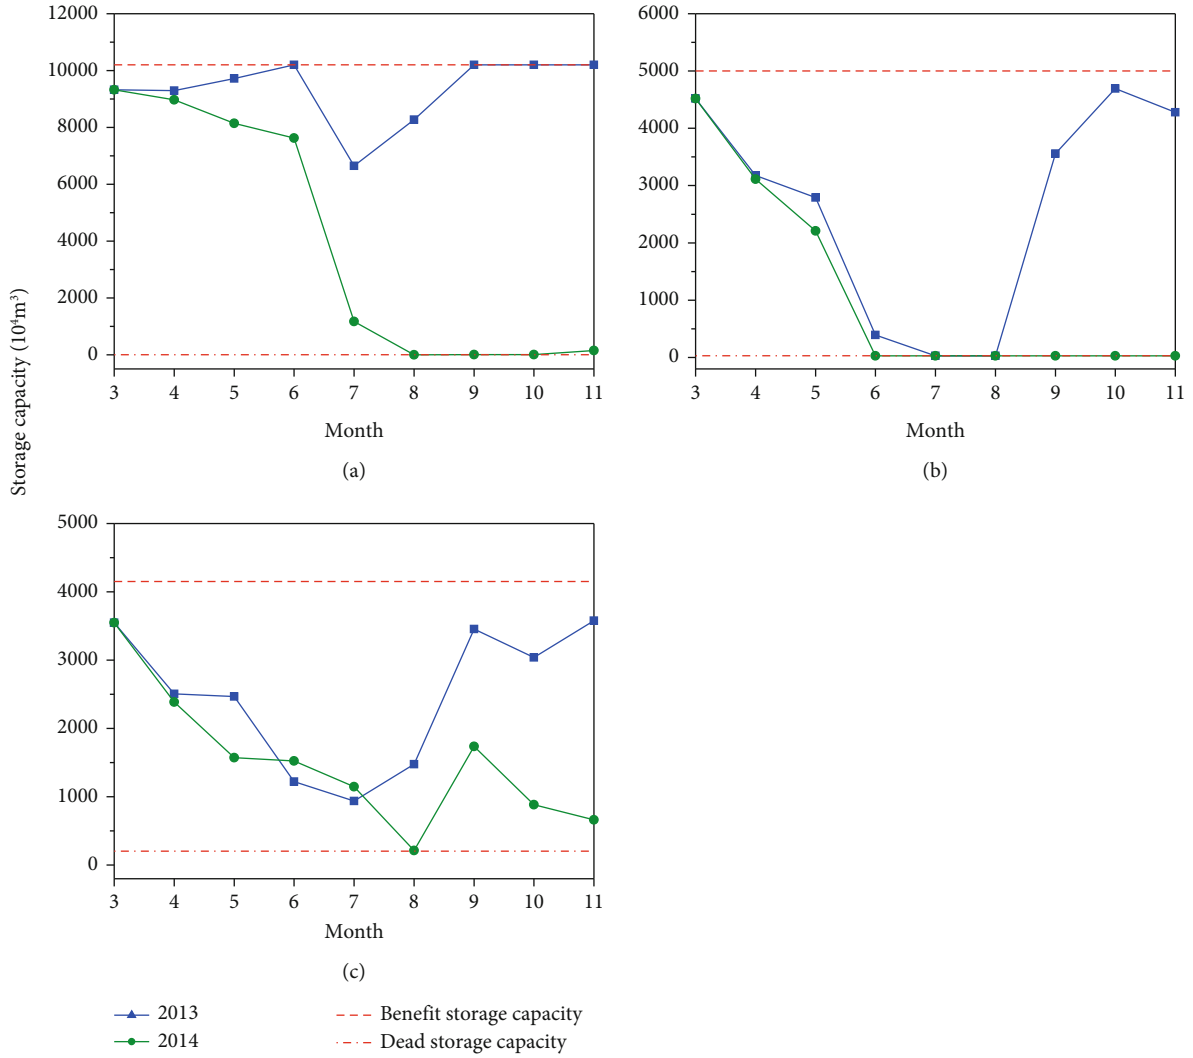 Storage capacity (10⁴m³)
12000
10000
8000
6000
4000
2000
0
3 4 5 6 7 8 9 10 11
Month
(a)
6000
5000
4000
3000
2000
1000
0
3 4 5 6 7 8 9 10 11
Month
(b)
5000
4000
3000
2000
1000
0
3 4 5 6 7 8 9 10 11
Month
(c)
2013
2014
Benefit storage capacity
Dead storage capacity